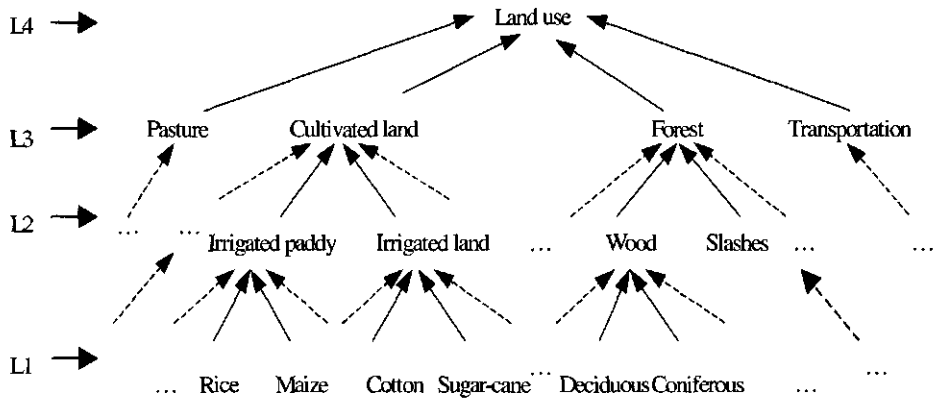 L4 Land use
L3 Pasture Cultivated land Forest Transportation
L2 … … Irrigated paddy Irrigated land … Wood Slashes … …
L1 … Rice Maize Cotton Sugar-cane … Deciduous Coniferous … …